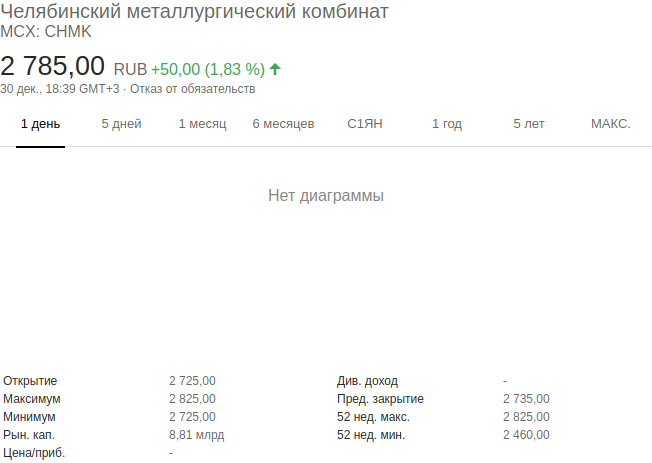 Челябинский металлургический комбинат
MCX: CHMK
2 785,00 RUB +50,00 (1,83 %)
30 дек., 18:39 GMT+3 · Отказ от обязательств
1 день 5 дней 1 месяц 6 месяцев С1ЯН 1 год 5 лет МАКС.
Нет диаграммы
Открытие 2 725,00 Див. доход -
Максимум 2 825,00 Пред. закрытие 2 735,00
Минимум 2 725,00 52 нед. макс. 2 825,00
Рын. кап. 8,81 млрд 52 нед. мин. 2 460,00
Цена/приб. -